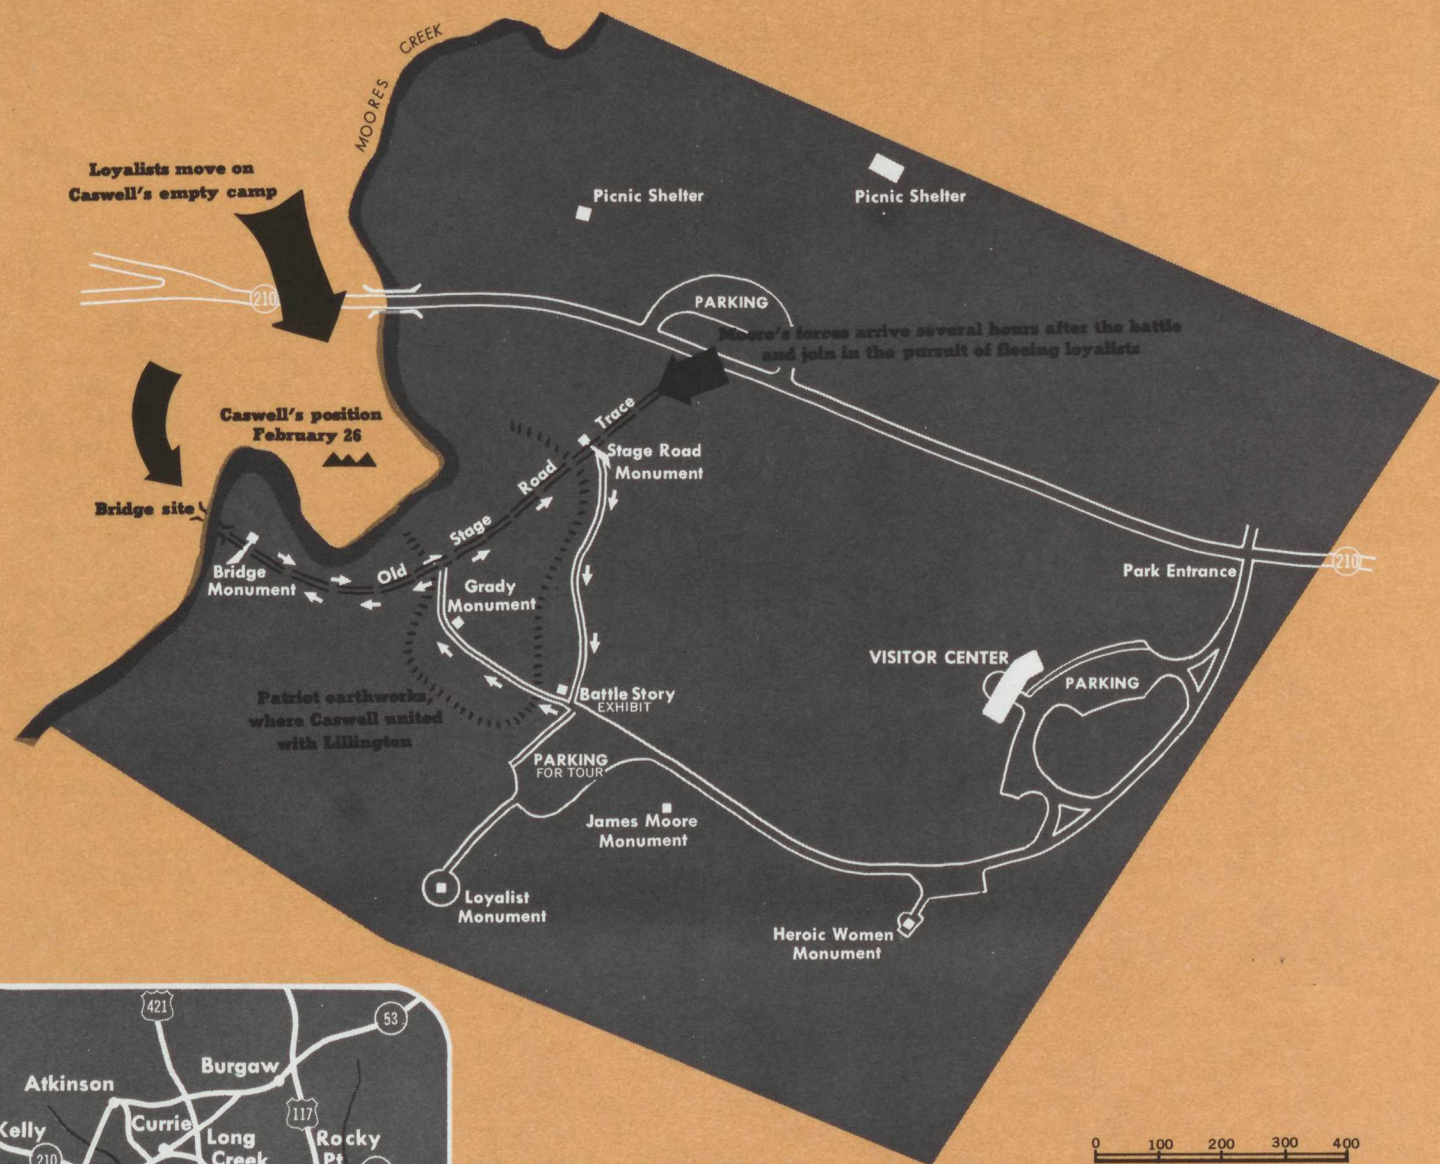 MOORES CREEK
Loyalists move on
Caswell's empty camp
Picnic Shelter
Picnic Shelter
210
PARKING
Moore's forces arrive several hours after the battle
and join in the pursuit of fleeing loyalists
Caswell's position
February 26
Old Stage Road Trace
Stage Road
Monument
Bridge site
Bridge
Monument
Grady
Monument
Park Entrance
210
VISITOR CENTER
PARKING
Battle Story
EXHIBIT
Patriot earthworks,
where Caswell united
with Lillington
PARKING
FOR TOUR
James Moore
Monument
Loyalist
Monument
Heroic Women
Monument
421
53
Burgaw
Atkinson
117
Currie
Kelly
Long
Creek
Rocky
Pt.
210
0 100 200 300 400